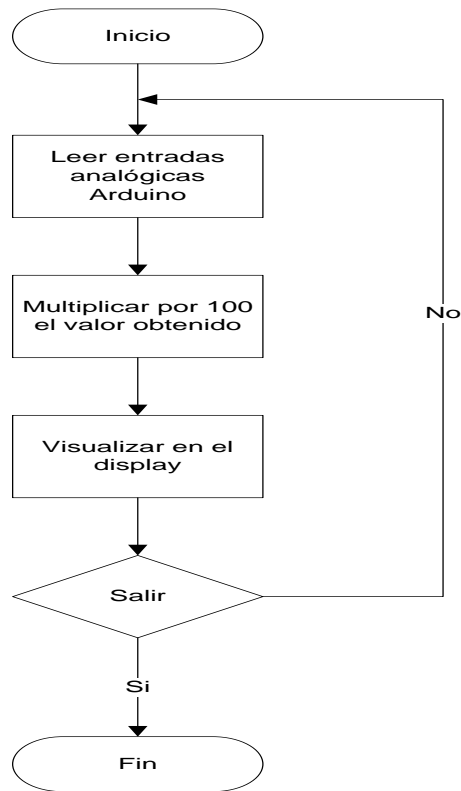 Inicio
Leer entradas
analógicas
Arduino
Multiplicar por 100
el valor obtenido
No
Visualizar en el
display
Salir
Si
Fin